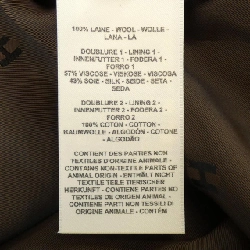 100% LAINE - WOOL - WOLLE -
LANA - LÃ
DOUBLURE 1 - LINING 1 -
INNENFUTTER 1 - FODERA 1 -
FORRO 1
57% VISCOSE - VISKOSE - VISCOSA
43% SOIE - SILK - SEIDE - SETA -
SEDA
DOUBLURE 2 - LINING 2 -
INNENFUTTER 2 - FODERA 2 -
FORRO 2
100% COTON - COTTON -
BAUMWOLLE - ALGODÓN - COTONE -
ALGODÃO
CONTIENT DES PARTIES NON
TEXTILES D'ORIGINE ANIMALE -
CONTAINS NON-TEXTILE PARTS OF
ANIMAL ORIGIN - ENTHÄLT NICHT
TEXTILE TEILE TIERISCHER
HERKUNFT - CONTIENE PARTES
NO TEXTILES DE ORIGEN ANIMAL -
CONTIENE PARTI NON TESSILI DI
ORIGINE ANIMALE